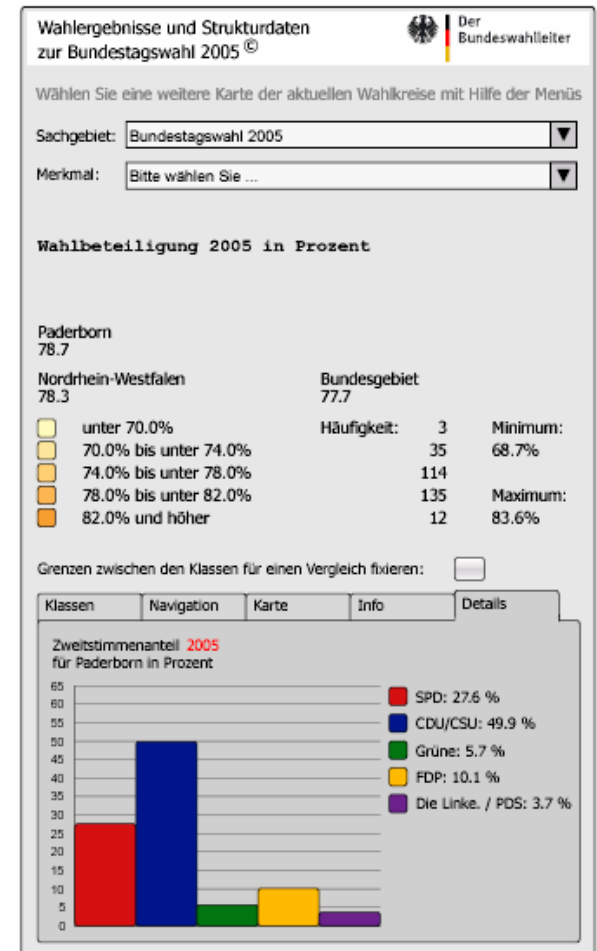 Wahlergebnisse und Strukturdaten
zur Bundestagswahl 2005 ©
Der
Bundeswahlleiter
Wählen Sie eine weitere Karte der aktuellen Wahlkreise mit Hilfe der Menüs
Sachgebiet: Bundestagswahl 2005
Merkmal: Bitte wählen Sie ...
Wahlbeteiligung 2005 in Prozent
Paderborn
78.7
Nordrhein-Westfalen Bundesgebiet
78.3 77.7
unter 70.0% Häufigkeit: 3 Minimum:
70.0% bis unter 74.0% 35 68.7%
74.0% bis unter 78.0% 114
78.0% bis unter 82.0% 135 Maximum:
82.0% und höher 12 83.6%
Grenzen zwischen den Klassen für einen Vergleich fixieren:
Klassen Navigation Karte Info Details
Zweitstimmenanteil 2005
für Paderborn in Prozent
65
60
55
50
45
40
35
30
25
20
15
10
5
0
SPD: 27.6 %
CDU/CSU: 49.9 %
Grüne: 5.7 %
FDP: 10.1 %
Die Linke. / PDS: 3.7 %